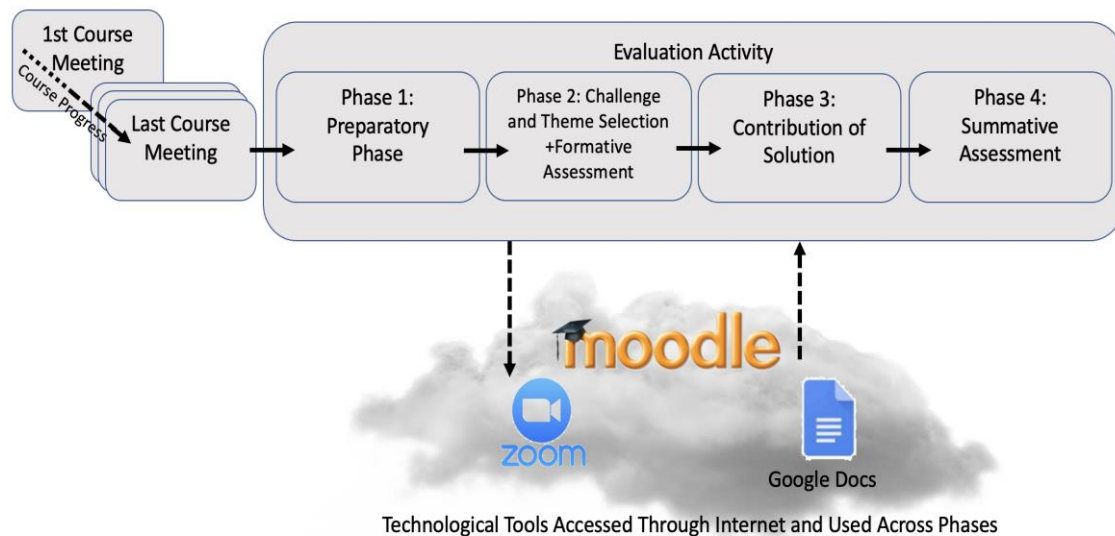 1st Course
Meeting
Course Progress
Last Course
Meeting
Evaluation Activity
Phase 1:
Preparatory
Phase
Phase 2: Challenge
and Theme Selection
+Formative
Assessment
Phase 3:
Contribution of
Solution
Phase 4:
Summative
Assessment
moodle
zoom
Google Docs
Technological Tools Accessed Through Internet and Used Across Phases